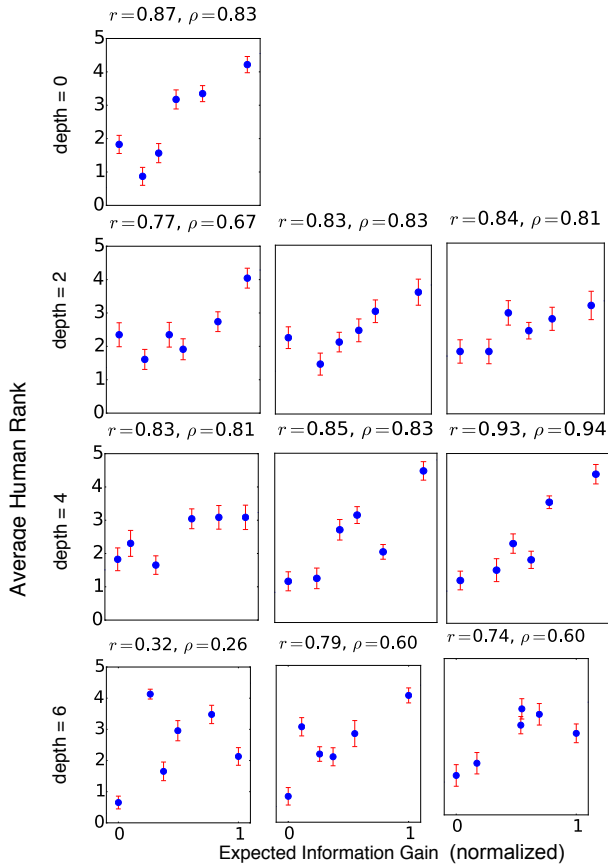 r=0.87, ρ=0.83
5
4
3
2
1
0
depth = 0
r=0.77, ρ=0.67
r=0.83, ρ=0.83
r=0.84, ρ=0.81
5
4
3
2
1
0
depth = 2
r=0.83, ρ=0.81
r=0.85, ρ=0.83
r=0.93, ρ=0.94
5
4
3
2
1
0
depth = 4
r=0.32, ρ=0.26
r=0.79, ρ=0.60
r=0.74, ρ=0.60
5
4
3
2
1
0
depth = 6
0 1
0 1
0 1
Average Human Rank
Expected Information Gain (normalized)